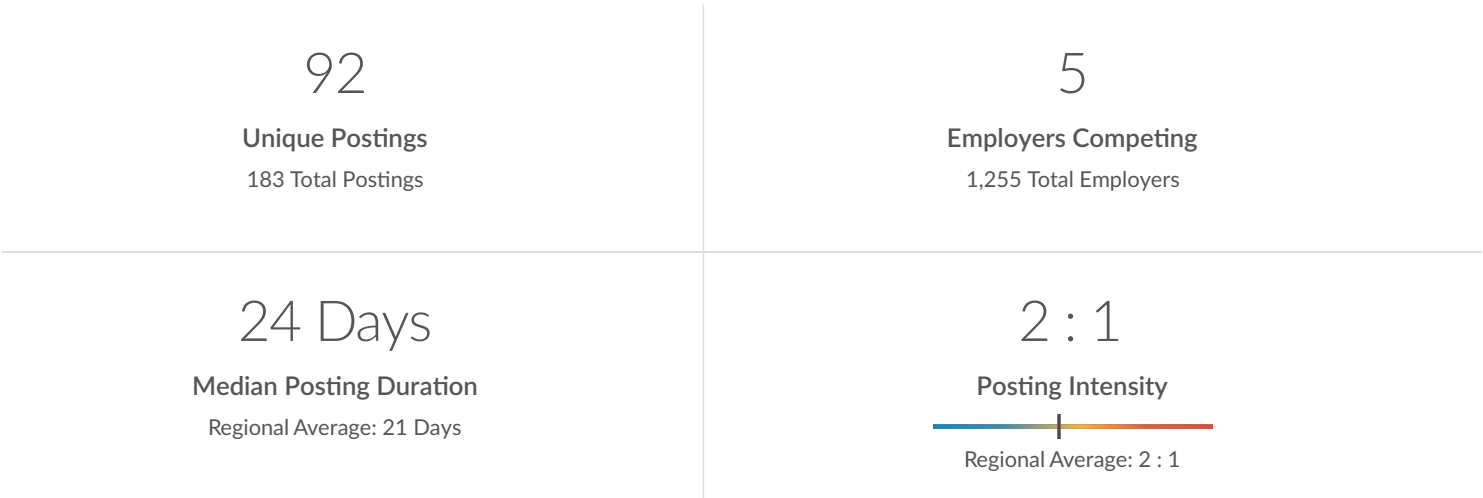 92
Unique Postings
183 Total Postings
5
Employers Competing
1,255 Total Employers
24 Days
Median Posting Duration
Regional Average: 21 Days
2 : 1
Posting Intensity
Regional Average: 2 : 1